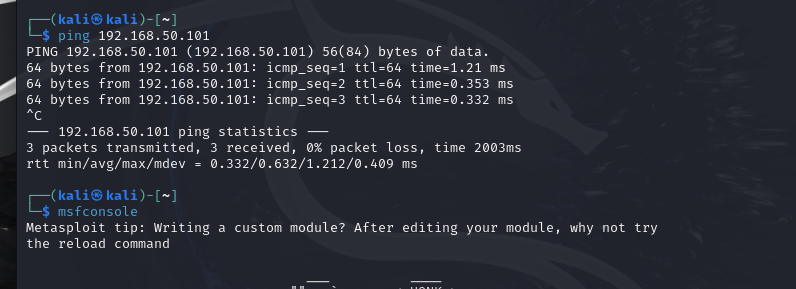 ┌──(kali㉿kali)-[~]
└─$ ping 192.168.50.101
PING 192.168.50.101 (192.168.50.101) 56(84) bytes of data.
64 bytes from 192.168.50.101: icmp_seq=1 ttl=64 time=1.21 ms
64 bytes from 192.168.50.101: icmp_seq=2 ttl=64 time=0.353 ms
64 bytes from 192.168.50.101: icmp_seq=3 ttl=64 time=0.332 ms
^C
--- 192.168.50.101 ping statistics ---
3 packets transmitted, 3 received, 0% packet loss, time 2003ms
rtt min/avg/max/mdev = 0.332/0.632/1.212/0.409 ms
┌──(kali㉿kali)-[~]
└─$ msfconsole
Metasploit tip: Writing a custom module? After editing your module, why not try
the reload command